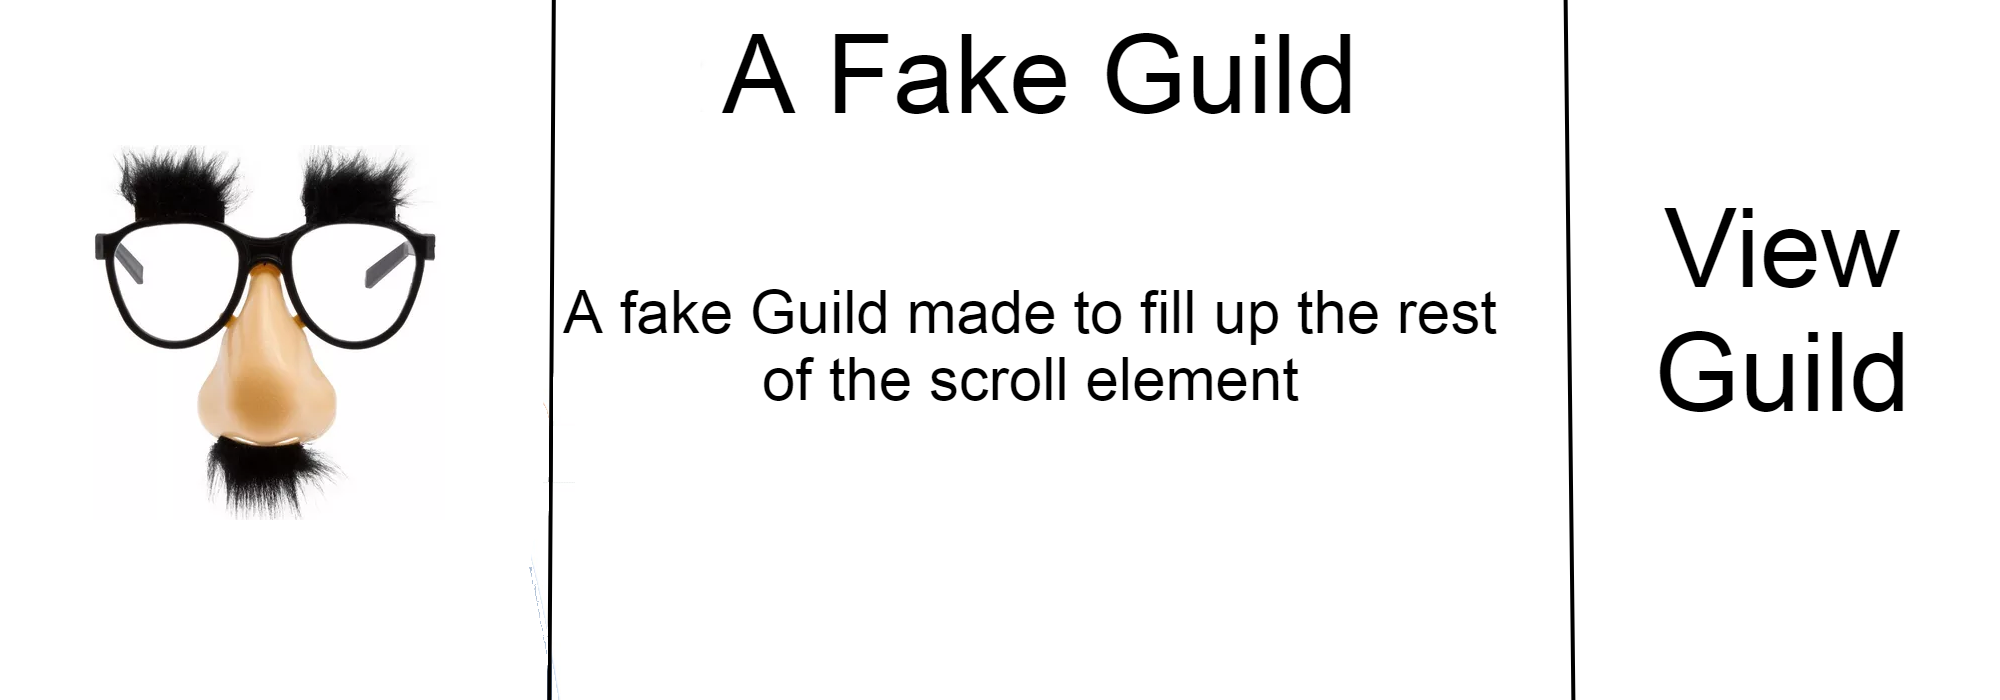 A Fake Guild
A fake Guild made to fill up the rest
of the scroll element
View
Guild